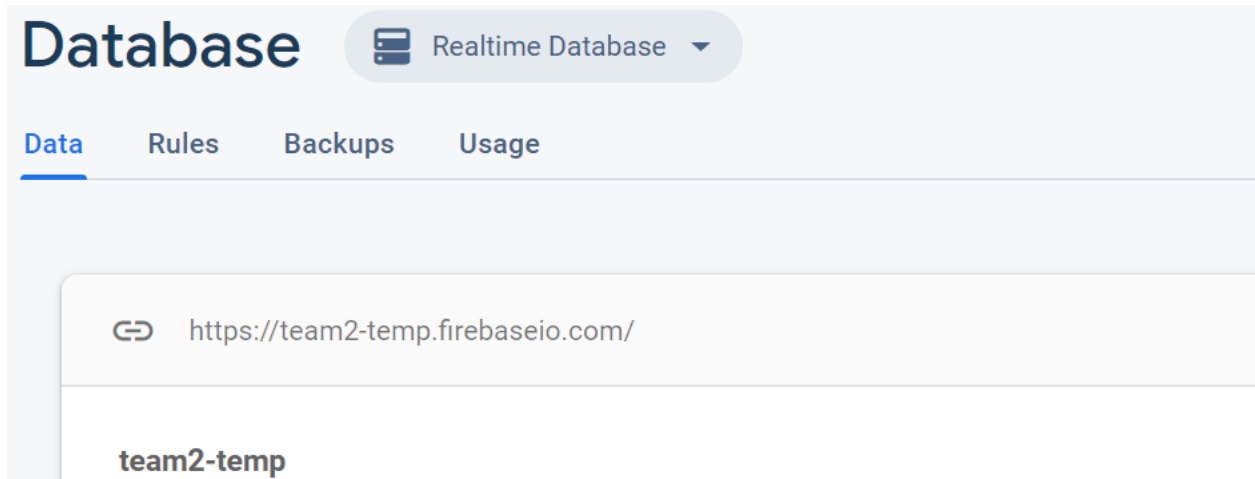 Database Realtime Database
Data Rules Backups Usage
https://team2-temp.firebaseio.com/
team2-temp